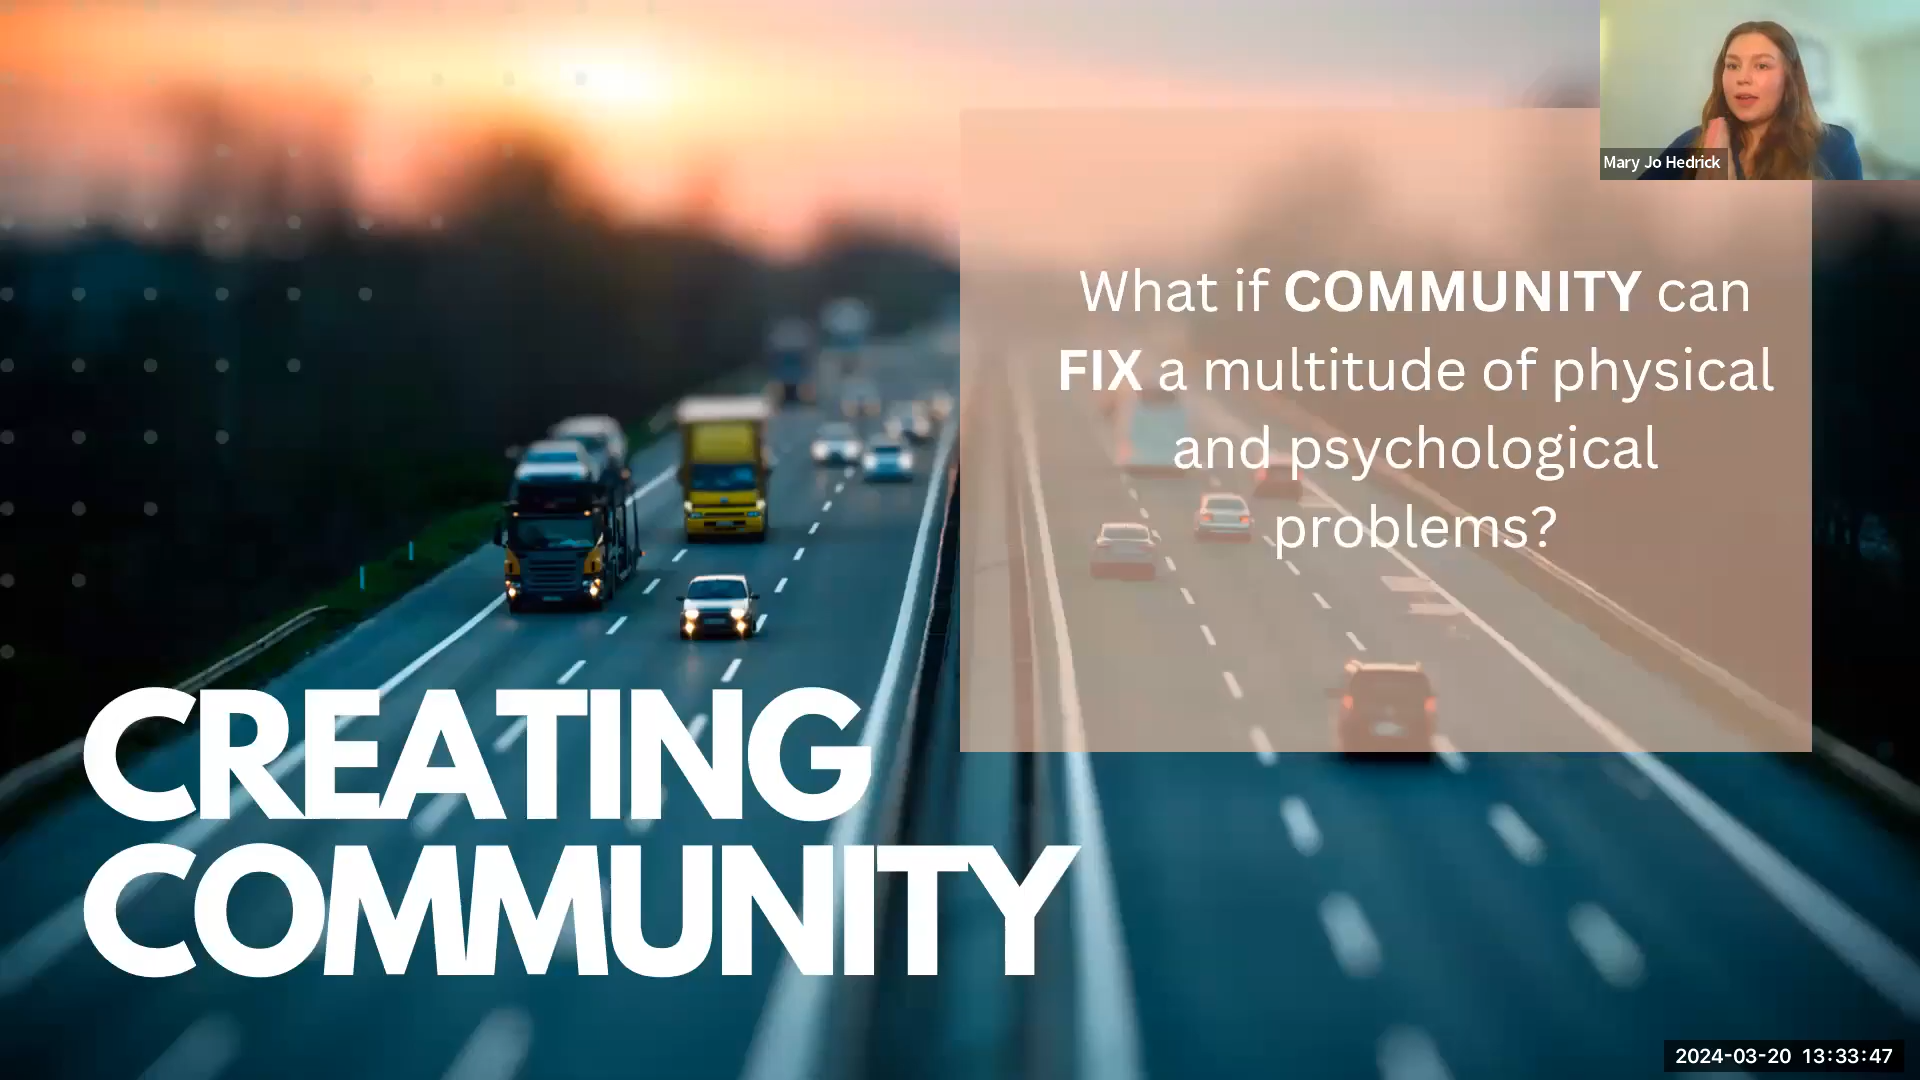 Mary Jo Hedrick
What if COMMUNITY can
FIX a multitude of physical
and psychological
problems?
CREATING
COMMUNITY
2024-03-20 13:33:47